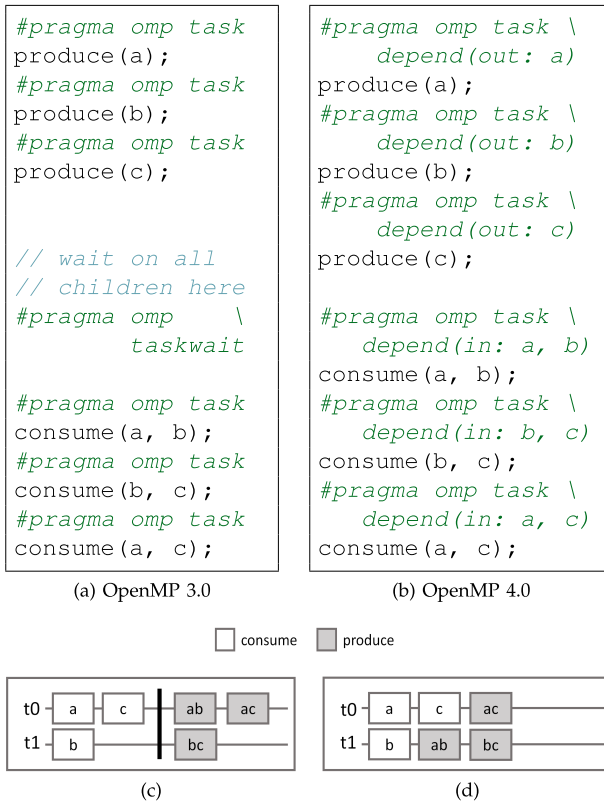 #pragma omp task
produce(a);
#pragma omp task
produce(b);
#pragma omp task
produce(c);
// wait on all
// children here
#pragma omp \
taskwait
#pragma omp task
consume(a, b);
#pragma omp task
consume(b, c);
#pragma omp task
consume(a, c);
(a) OpenMP 3.0
#pragma omp task \
depend(out: a)
produce(a);
#pragma omp task \
depend(out: b)
produce(b);
#pragma omp task \
depend(out: c)
produce(c);
#pragma omp task \
depend(in: a, b)
consume(a, b);
#pragma omp task \
depend(in: b, c)
consume(b, c);
#pragma omp task \
depend(in: a, c)
consume(a, c);
(b) OpenMP 4.0
consume produce
t0 a c ab ac
t1 b bc
(c)
t0 a c ac
t1 b ab bc
(d)